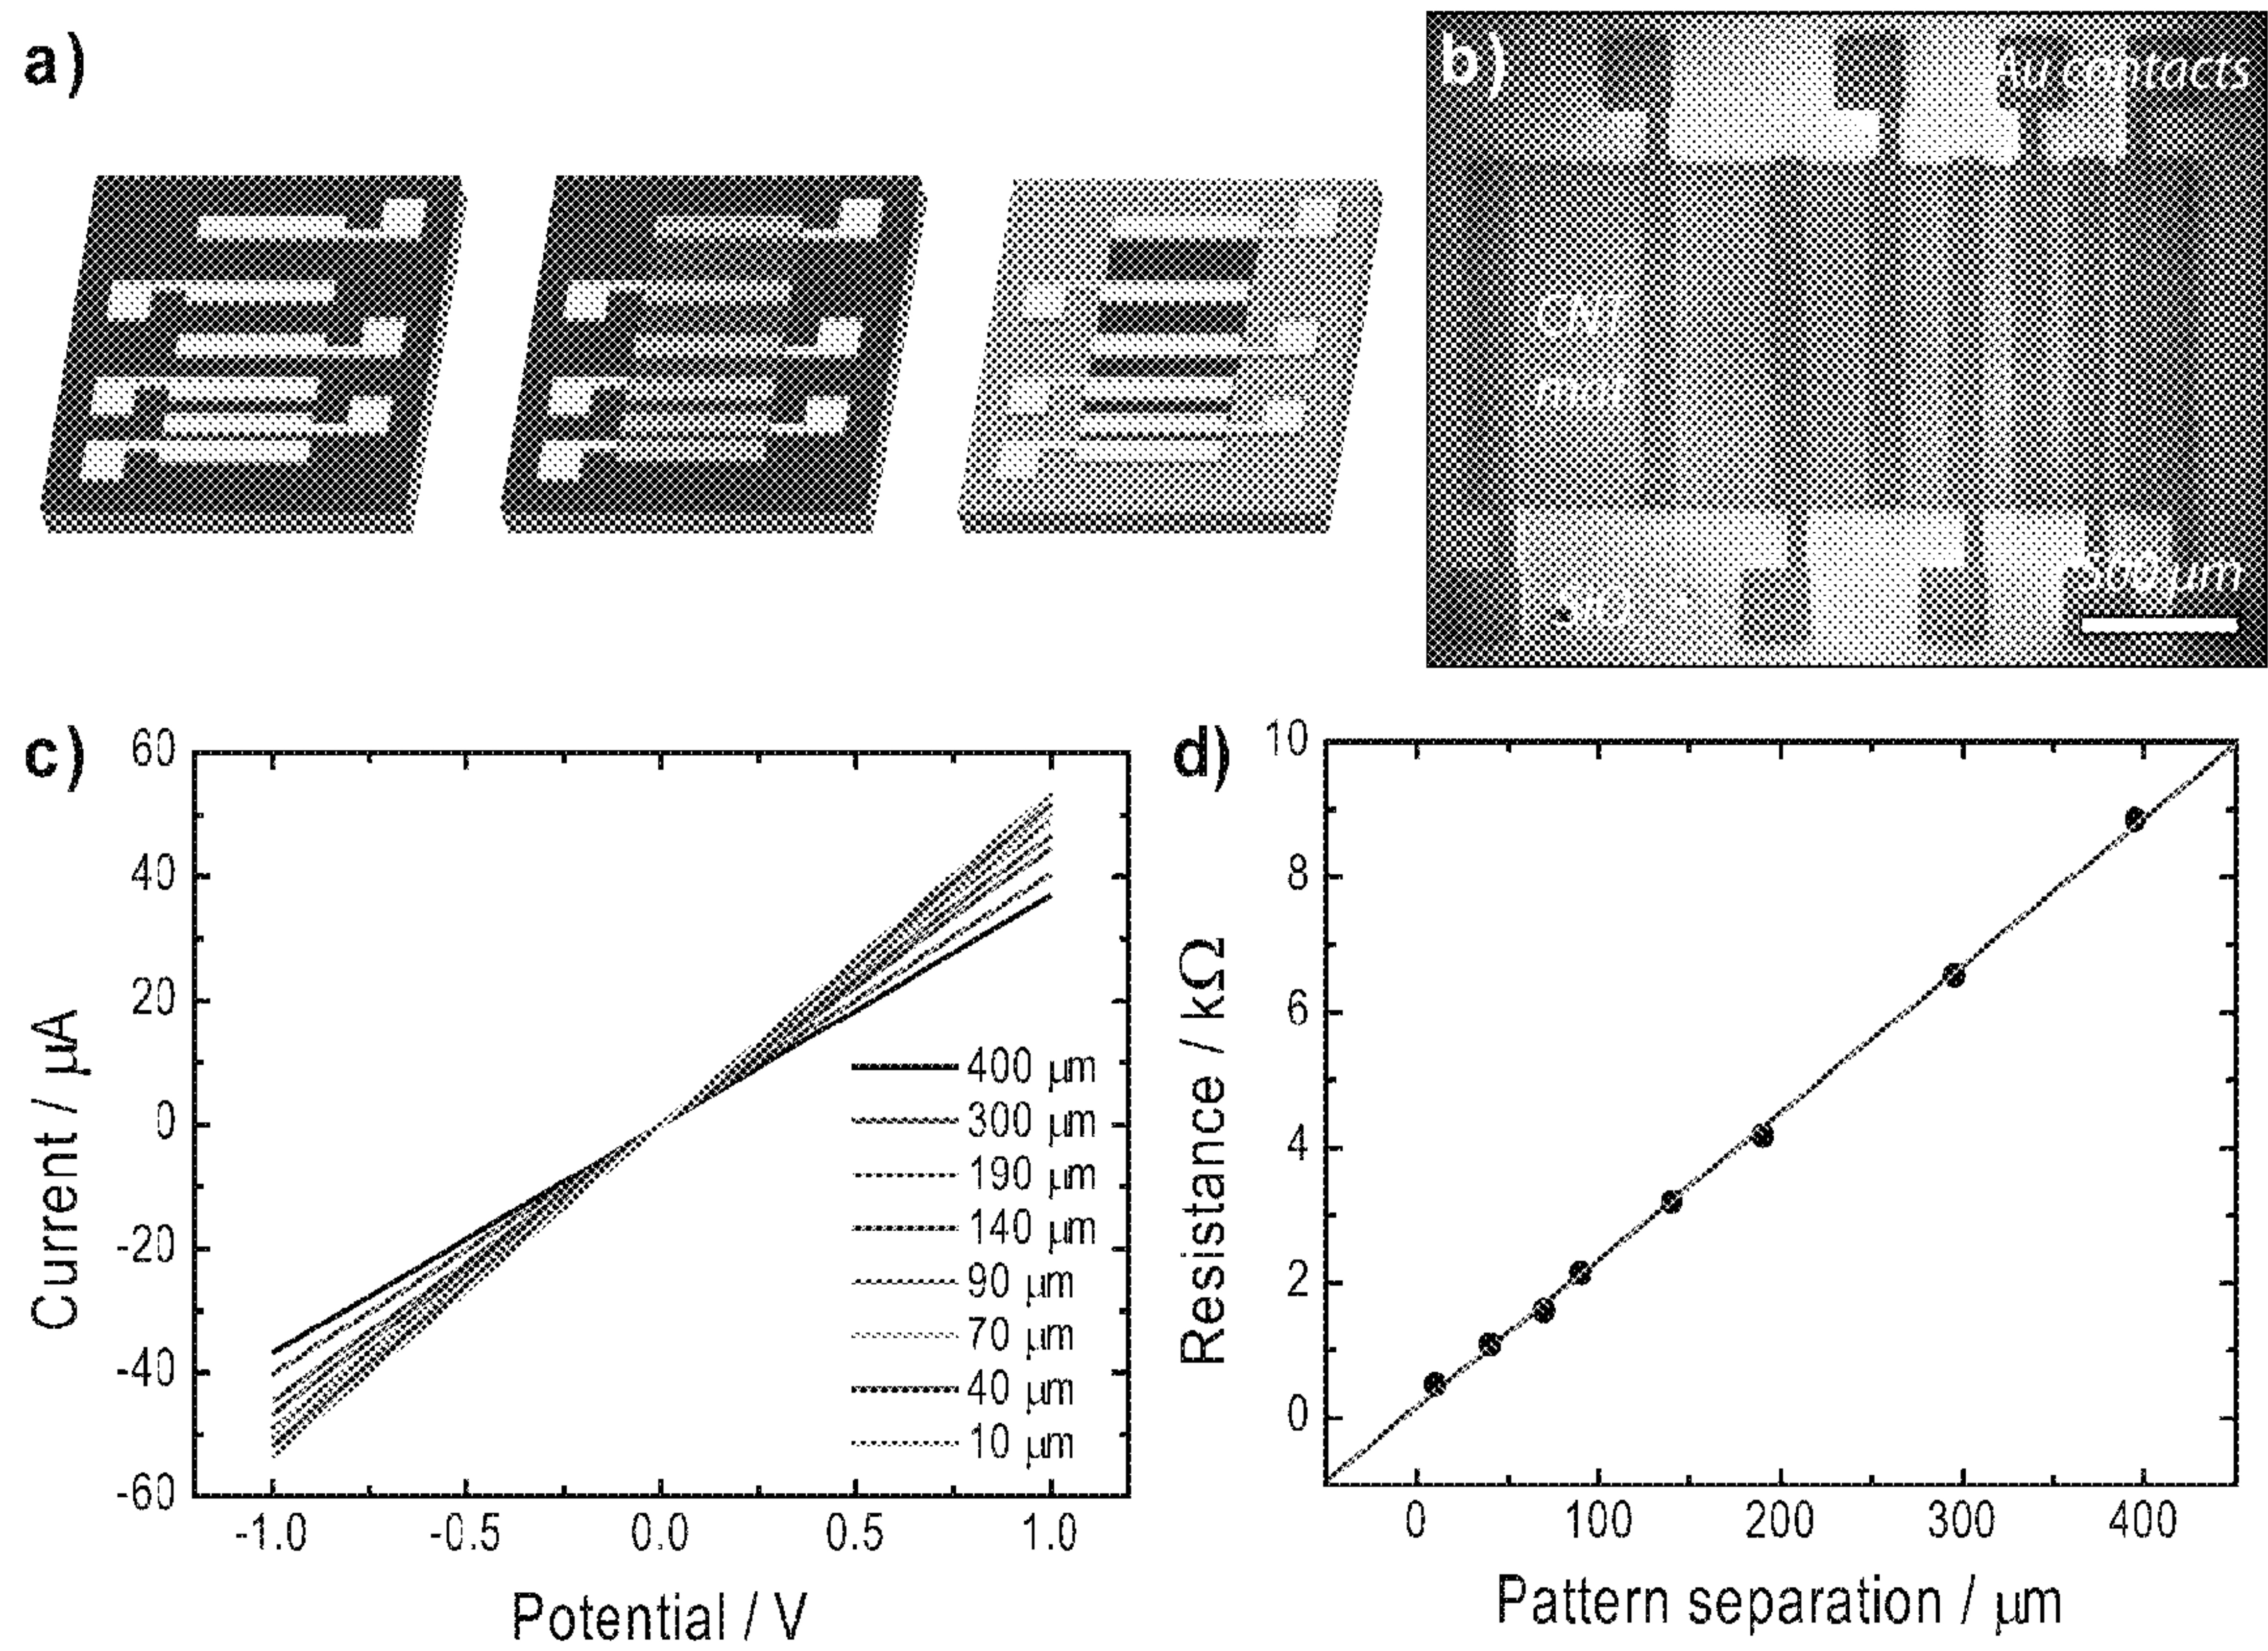 a)
b)
Au contacts
CNT
mat
500 μm
c)
60
40
20
0
-20
-40
-60
Current / μA
400 μm
300 μm
190 μm
140 μm
90 μm
70 μm
40 μm
10 μm
-1.0 -0.5 0.0 0.5 1.0
Potential / V
d)
10
8
6
4
2
0
Resistance / kΩ
0 100 200 300 400
Pattern separation / μm